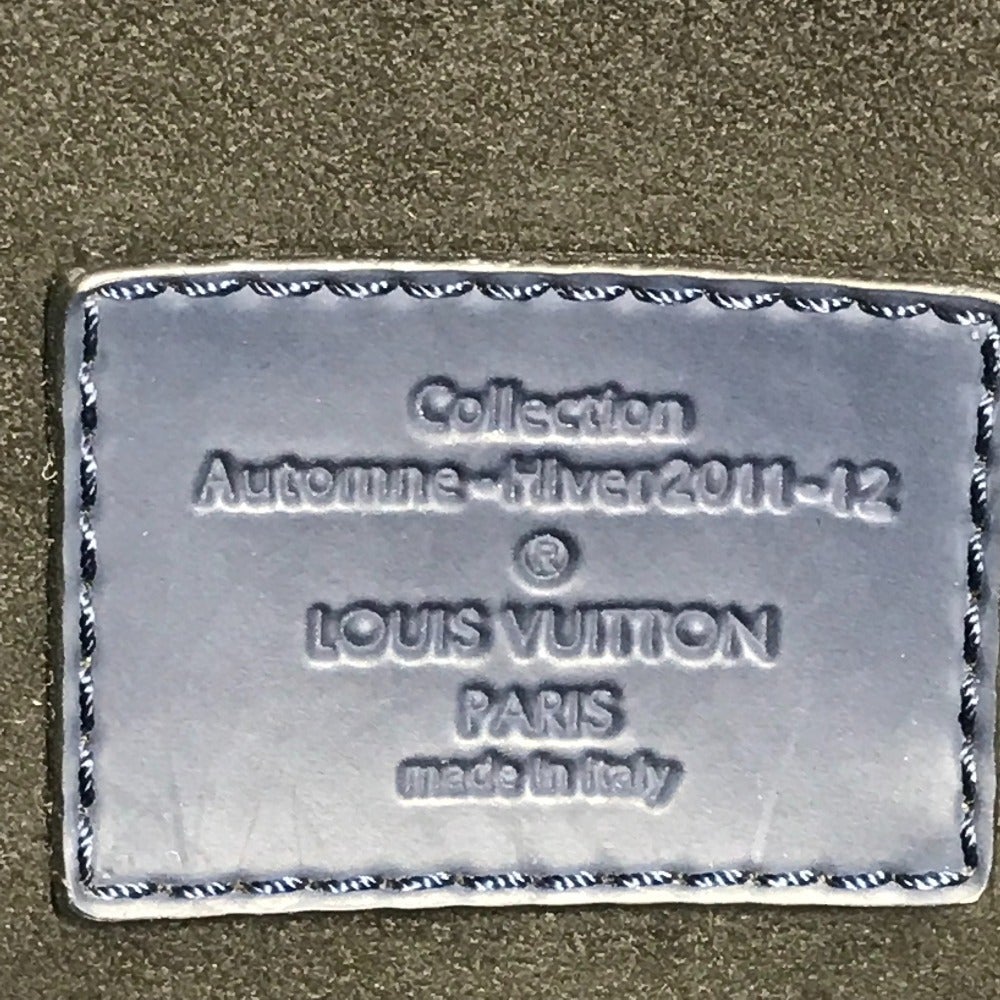 Collection
Automne-Hiver2011-12
®
LOUIS VUITTON
PARIS
made in Italy